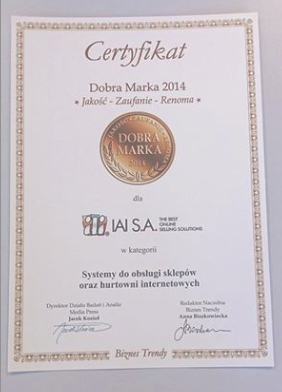 Certyfikat
Dobra Marka 2014
Jakość - Zaufanie - Renoma
DOBRA
MARKA
2014
dla
IAI S.A. THE BEST
ONLINE
SELLING SOLUTIONS
w kategorii
Systemy do obsługi sklepów
oraz hurtowni internetowych
Dyrektor Działu Badań i Analiz
Media Press
Jacek Kozioł
Redaktor Naczelna
Biznes Trendy
Anna Biszkowiecka
Biznes Trendy